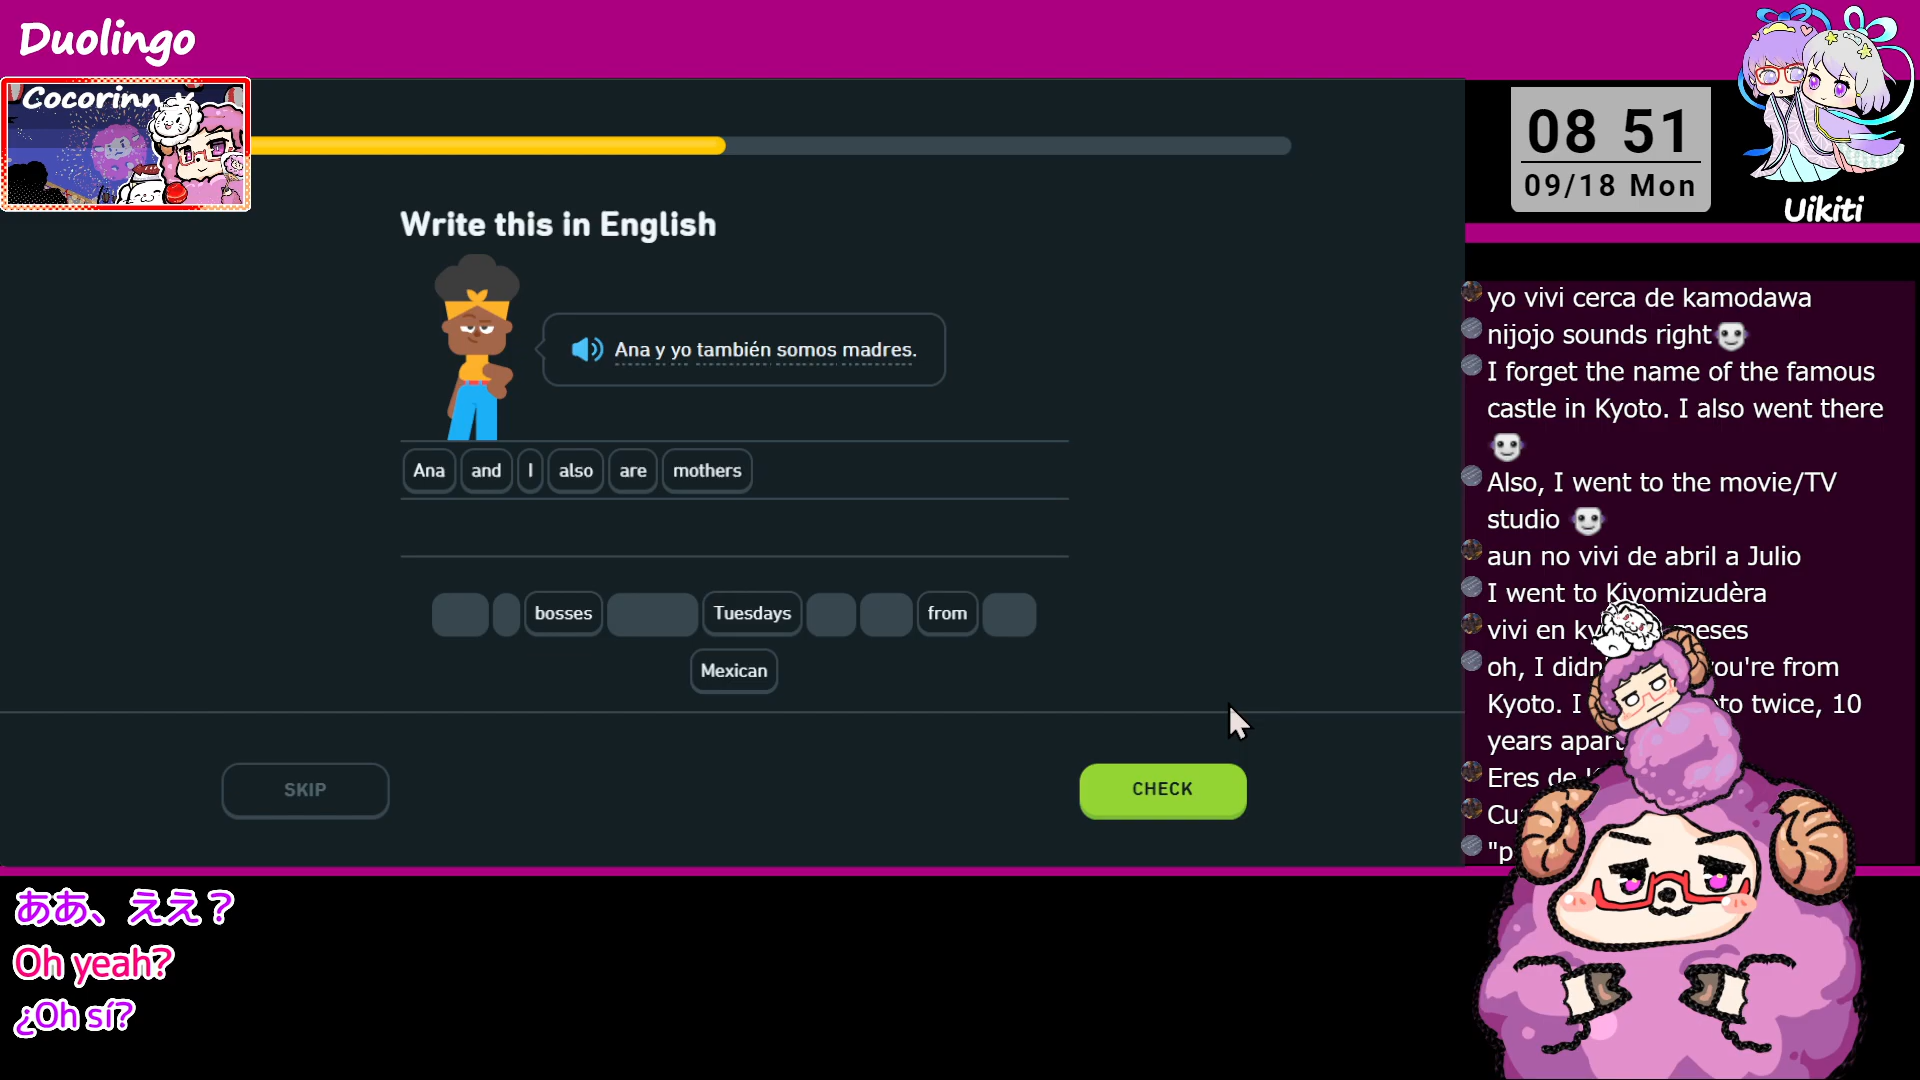 Duolingo
Cocorinn
08 51
09/18 Mon
Uikiti
Write this in English
Ana y yo también somos madres.
Ana and I also are mothers
bosses Tuesdays from
Mexican
SKIP
CHECK
yo vivi cerca de kamodawa
nijojo sounds right
I forget the name of the famous
castle in Kyoto. I also went there
Also, I went to the movie/TV
studio
aun no vivi de abril a Julio
I went to Kiyomizudèra
vivi en meses
oh, I you're from
Kyoto. I twice, 10
years apart
Eres de
ああ、ええ？
Oh yeah?
¿Oh sí?